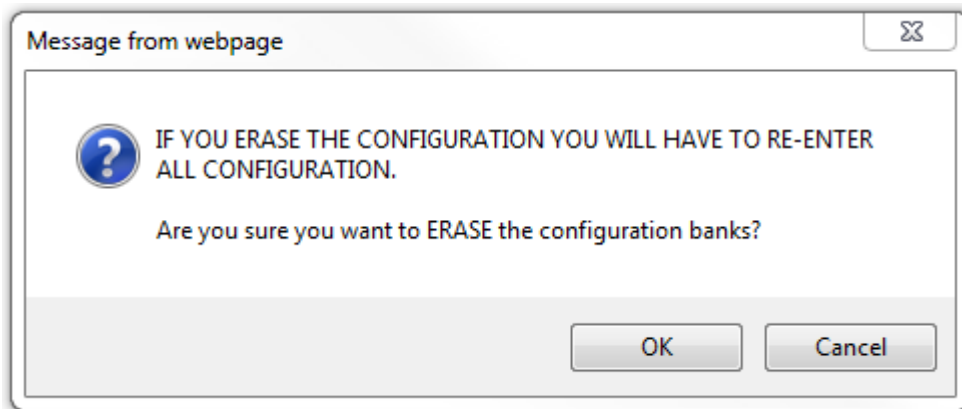 Message from webpage
IF YOU ERASE THE CONFIGURATION YOU WILL HAVE TO RE-ENTER
ALL CONFIGURATION.
Are you sure you want to ERASE the configuration banks?
OK
Cancel